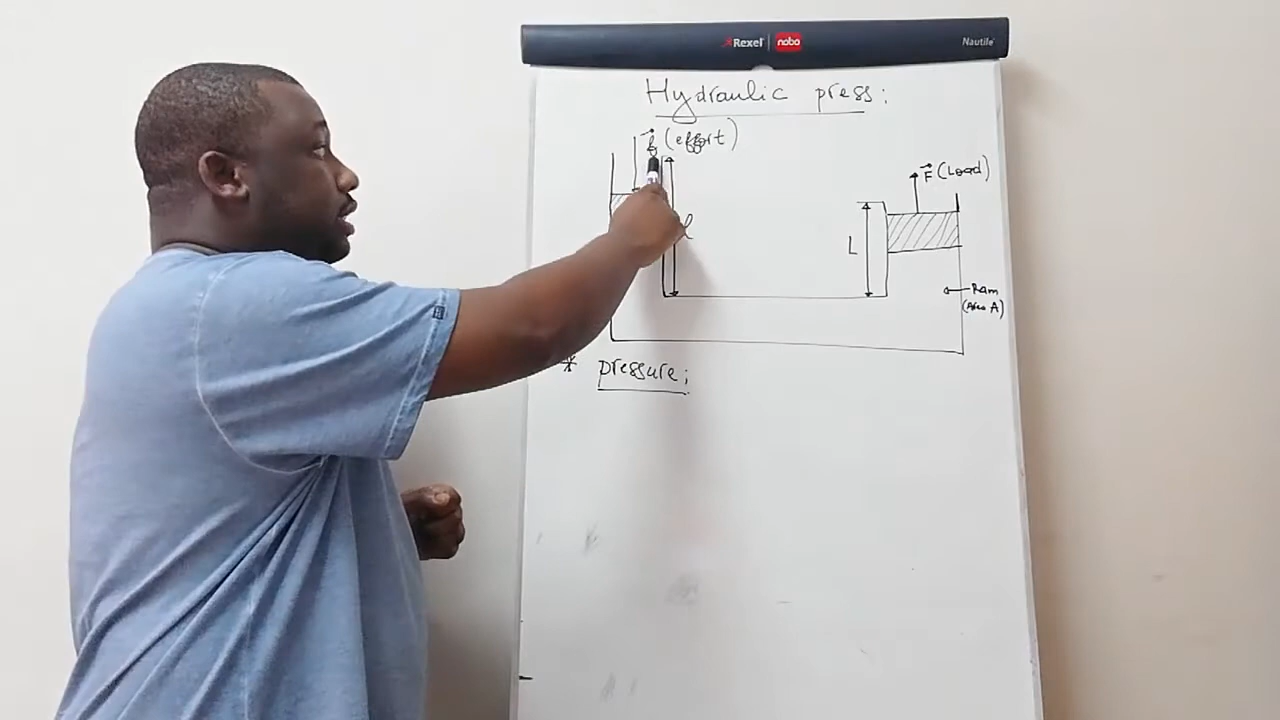 Rexel nobo Nautile
Hydraulic press:
f (effort)
F (Load)
l
L
Ram
(Area A)
* pressure;